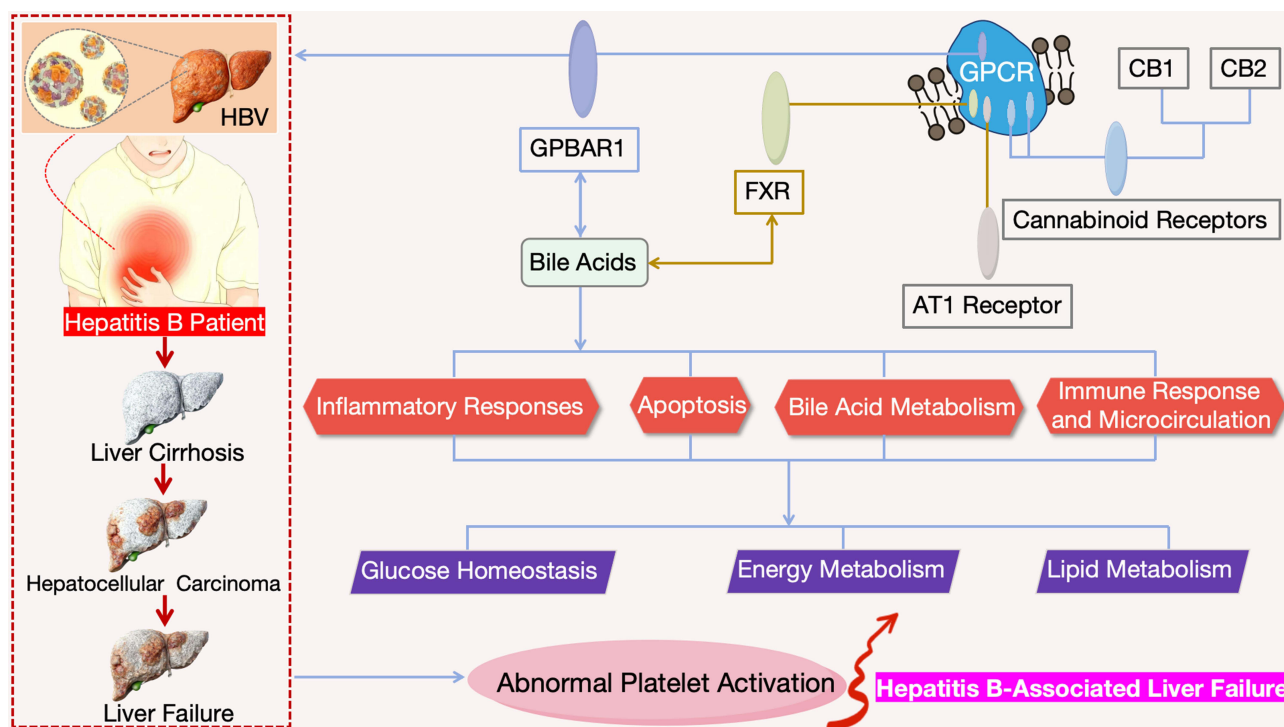 HBV
Hepatitis B Patient
Liver Cirrhosis
Hepatocellular Carcinoma
Liver Failure
GPCR
CB1
CB2
GPBAR1
FXR
Cannabinoid Receptors
Bile Acids
AT1 Receptor
Inflammatory Responses
Apoptosis
Bile Acid Metabolism
Immune Response
and Microcirculation
Glucose Homeostasis
Energy Metabolism
Lipid Metabolism
Abnormal Platelet Activation
Hepatitis B-Associated Liver Failure